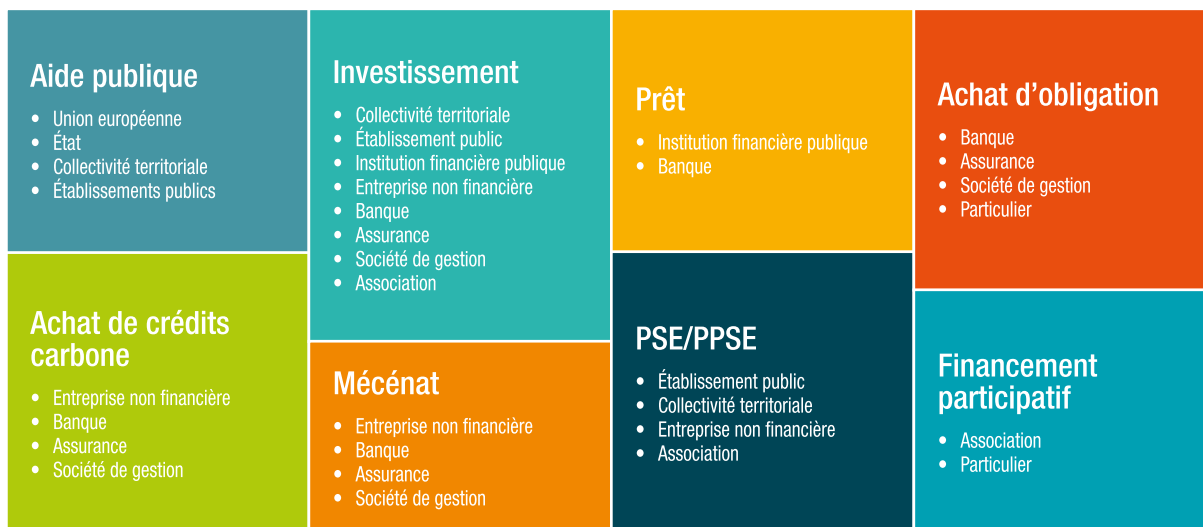 Aide publique
• Union européenne
• État
• Collectivité territoriale
• Établissements publics
Investissement
• Collectivité territoriale
• Établissement public
• Institution financière publique
• Entreprise non financière
• Banque
• Assurance
• Société de gestion
• Association
Prêt
• Institution financière publique
• Banque
Achat d’obligation
• Banque
• Assurance
• Société de gestion
• Particulier
Achat de crédits
carbone
• Entreprise non financière
• Banque
• Assurance
• Société de gestion
Mécénat
• Entreprise non financière
• Banque
• Assurance
• Société de gestion
PSE/PPSE
• Établissement public
• Collectivité territoriale
• Entreprise non financière
• Association
Financement
participatif
• Association
• Particulier